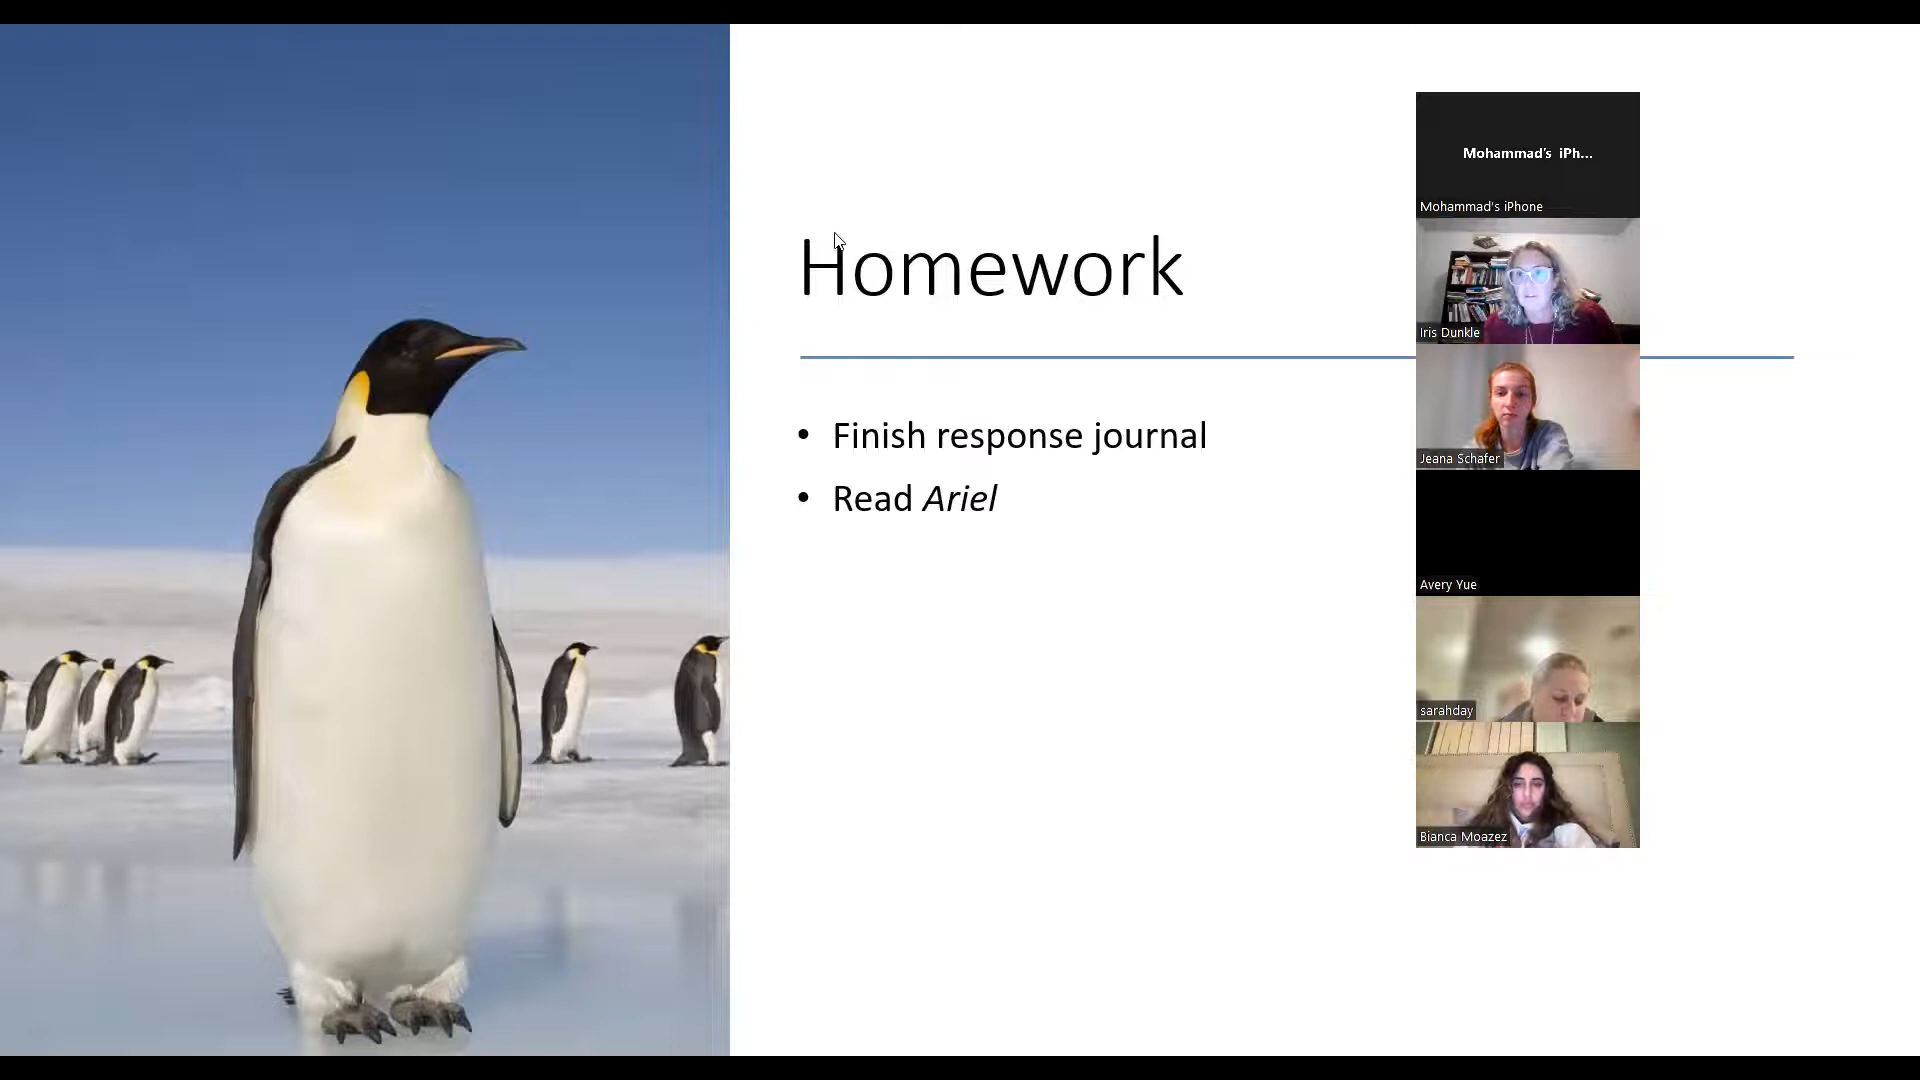 Homework
• Finish response journal
• Read Ariel
Mohammad's iPh...
Mohammad's iPhone
Iris Dunkle
Jeana Schafer
Avery Yue
sarahday
Bianca Moazez